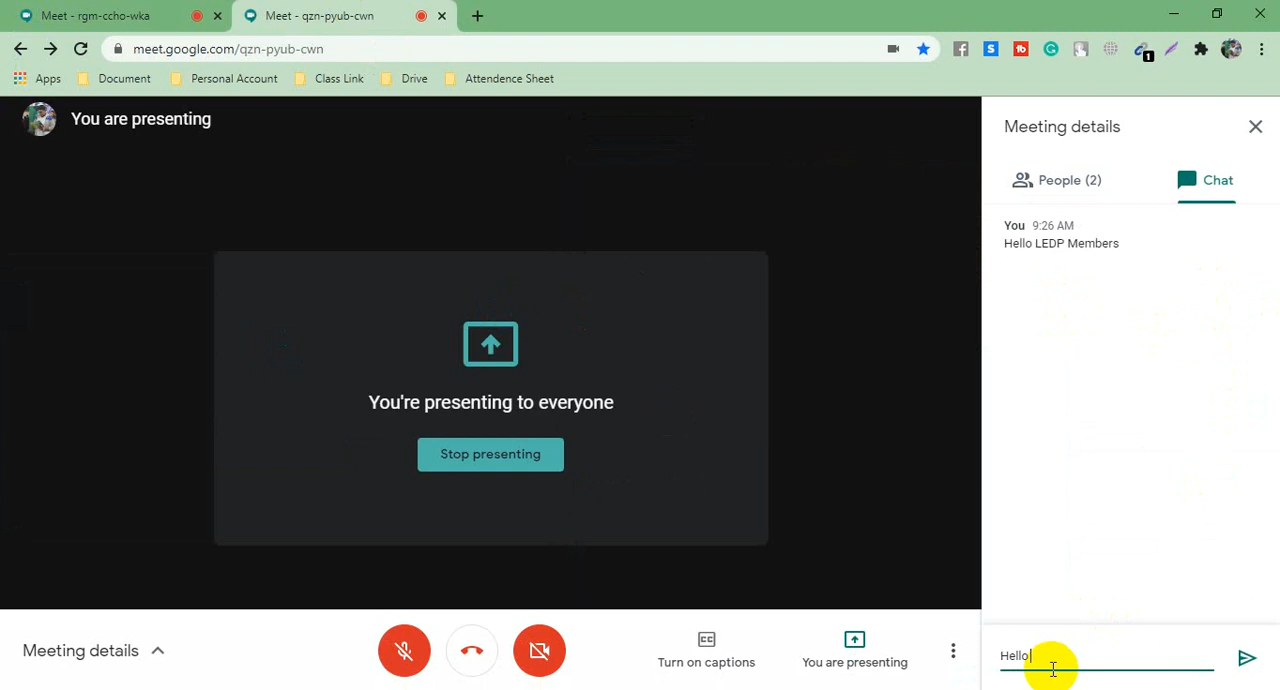 Meet - rgm-ccho-wka
Meet - qzn-pyub-cwn
meet.google.com/qzn-pyub-cwn
1
Apps
Document
Personal Account
Class Link
Drive
Attendence Sheet
You are presenting
Meeting details
People (2)
Chat
You 9:26 AM
Hello LEDP Members
You're presenting to everyone
Stop presenting
Meeting details
Turn on captions
You are presenting
Hello